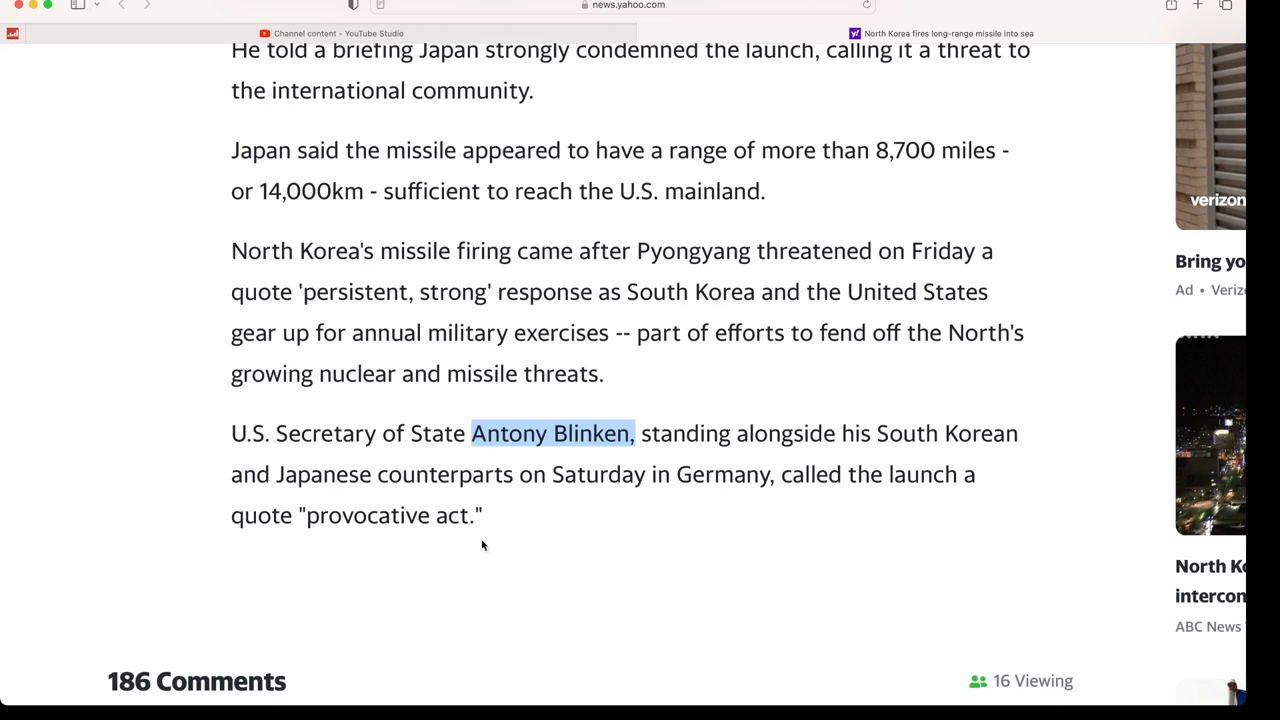 news.yahoo.com
Channel content - YouTube Studio
North Korea fires long-range missile into sea
He told a briefing Japan strongly condemned the launch, calling it a threat to
the international community.
Japan said the missile appeared to have a range of more than 8,700 miles -
or 14,000km - sufficient to reach the U.S. mainland.
North Korea's missile firing came after Pyongyang threatened on Friday a
quote 'persistent, strong' response as South Korea and the United States
gear up for annual military exercises -- part of efforts to fend off the North's
growing nuclear and missile threats.
U.S. Secretary of State Antony Blinken, standing alongside his South Korean
and Japanese counterparts on Saturday in Germany, called the launch a
quote "provocative act."
186 Comments
16 Viewing
verizon
Bring yo
Ad • Veriz
North Ko
intercon
ABC News